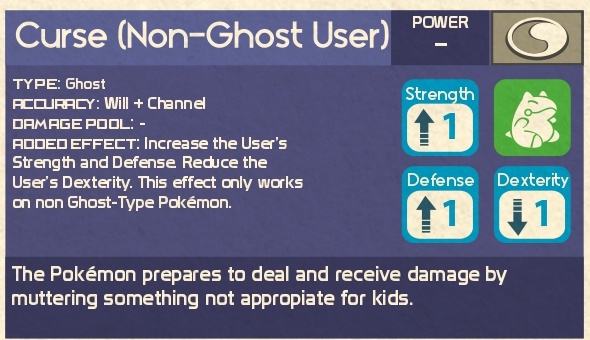 Curse (Non-Ghost User)
POWER
–
TYPE: Ghost
ACCURACY: Will + Channel
DAMAGE POOL: -
ADDED EFFECT: Increase the User's
Strength and Defense. Reduce the
User's Dexterity. This effect only works
on non Ghost-Type Pokémon.
Strength
1
Defense
1
Dexterity
1
The Pokémon prepares to deal and receive damage by
muttering something not appropiate for kids.